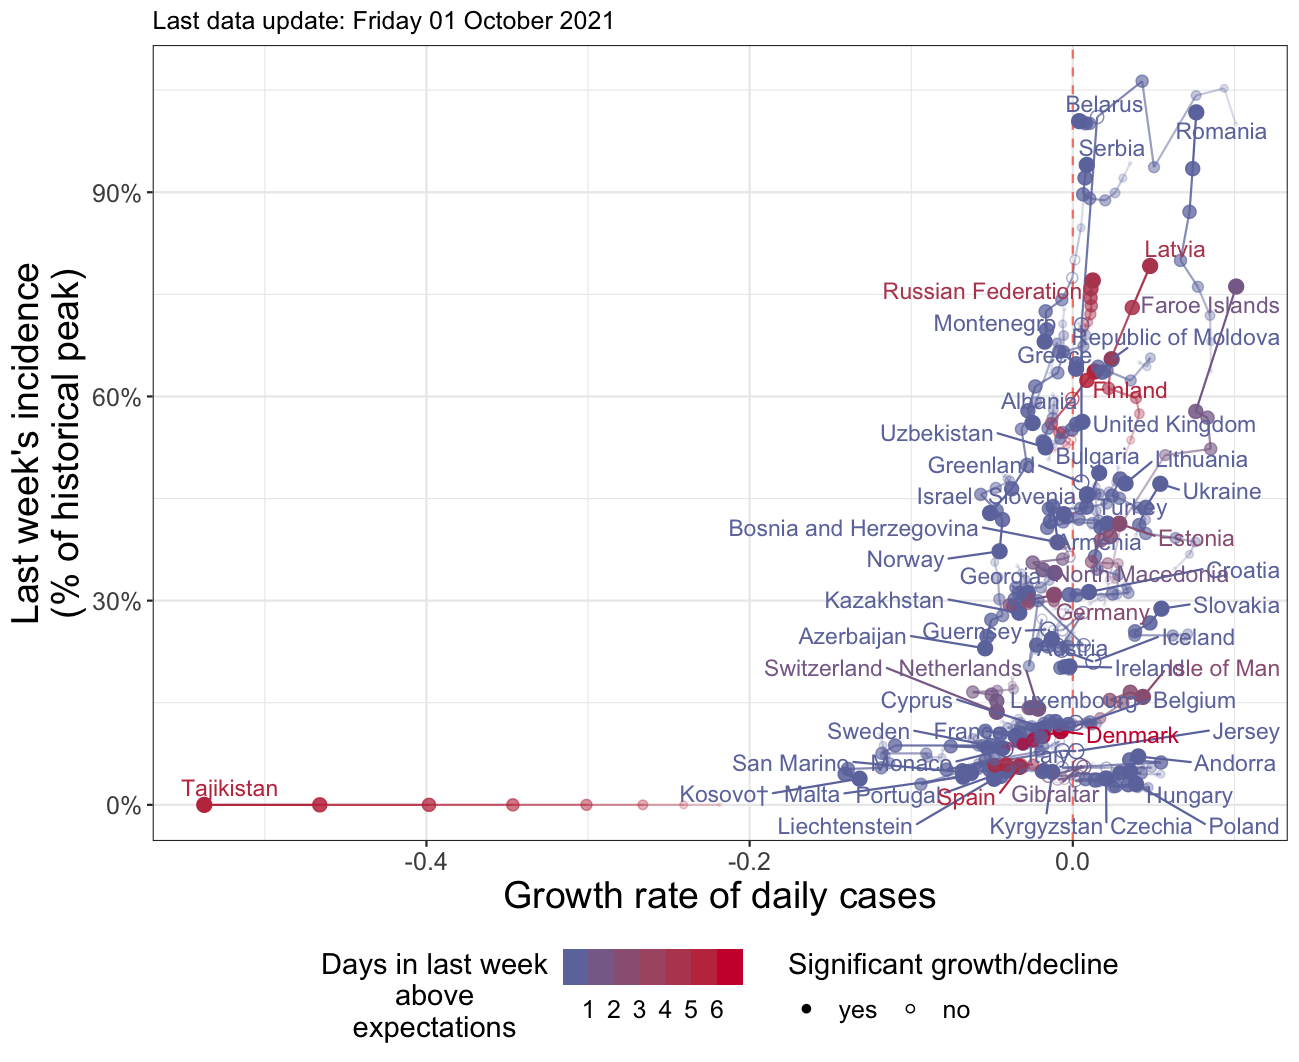 Last data update: Friday 01 October 2021
Last week's incidence
(% of historical peak)
90%
60%
30%
0%
Belarus
Romania
Serbia
Latvia
Russian Federation
Faroe Islands
Montenegro
Republic of Moldova
Greece
Finland
Albania
United Kingdom
Uzbekistan
Bulgaria
Lithuania
Greenland
Ukraine
Israel
Slovenia
Turkey
Bosnia and Herzegovina
Estonia
Armenia
Norway
Georgia
North Macedonia
Croatia
Kazakhstan
Germany
Slovakia
Guernsey
Azerbaijan
Iceland
Austria
Switzerland
Netherlands
Ireland
Isle of Man
Cyprus
Luxembourg
Belgium
Sweden
France
Denmark
Jersey
Italy
San Marino
Monaco
Andorra
Tajikistan
Kosovo†
Malta
Portugal
Spain
Gibraltar
Hungary
Liechtenstein
Kyrgyzstan
Czechia
Poland
-0.4
-0.2
0.0
Growth rate of daily cases
Days in last week
above
expectations
1 2 3 4 5 6
Significant growth/decline
yes
no